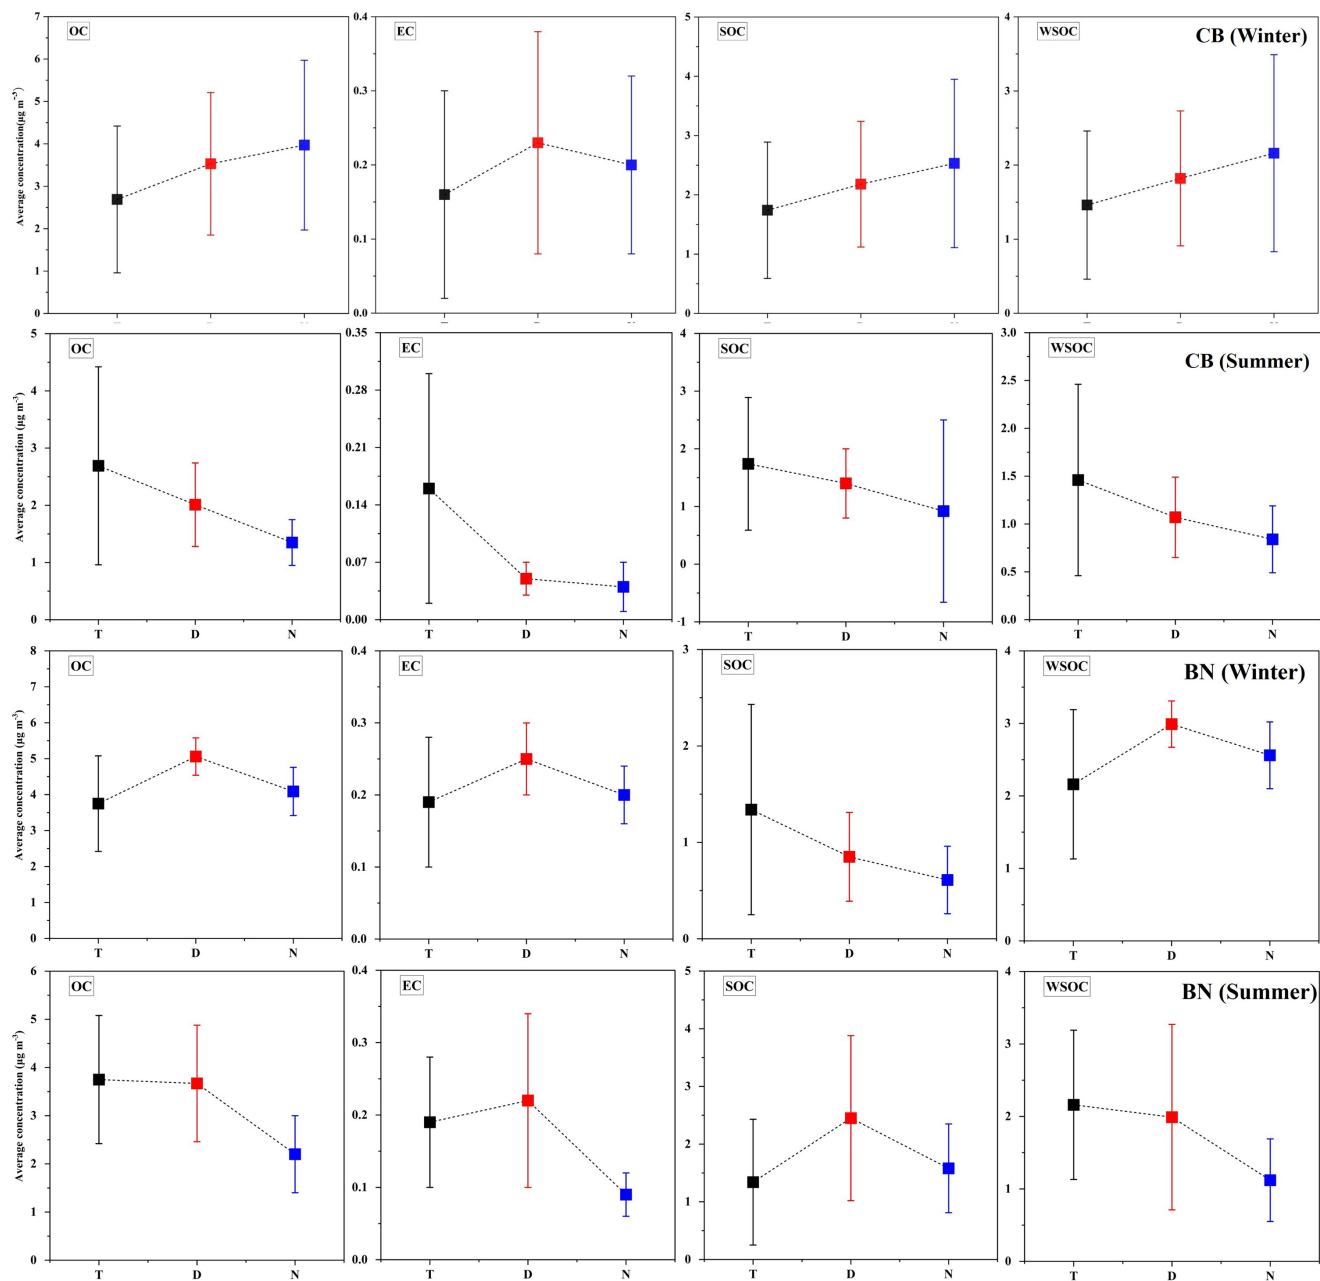 OC
EC
SOC
WSOC
CB (Winter)
Average concentration(μg m⁻³)
7
6
5
4
3
2
1
0
0.4
0.3
0.2
0.1
0.0
5
4
3
2
1
0
4
3
2
1
0
OC
EC
SOC
WSOC
CB (Summer)
Average concentration (μg m⁻³)
5
4
3
2
1
0
0.35
0.28
0.21
0.14
0.07
0.00
4
3
2
1
0
-1
3.0
2.5
2.0
1.5
1.0
0.5
0.0
T D N
T D N
T D N
T D N
OC
EC
SOC
WSOC
BN (Winter)
Average concentration (μg m⁻³)
8
7
6
5
4
3
2
1
0
0.4
0.3
0.2
0.1
0.0
3
2
1
0
4
3
2
1
0
T D N
T D N
T D N
T D N
OC
EC
SOC
WSOC
BN (Summer)
Average concentration (μg m⁻³)
6
5
4
3
2
1
0
0.4
0.3
0.2
0.1
0.0
5
4
3
2
1
0
4
3
2
1
0
T D N
T D N
T D N
T D N